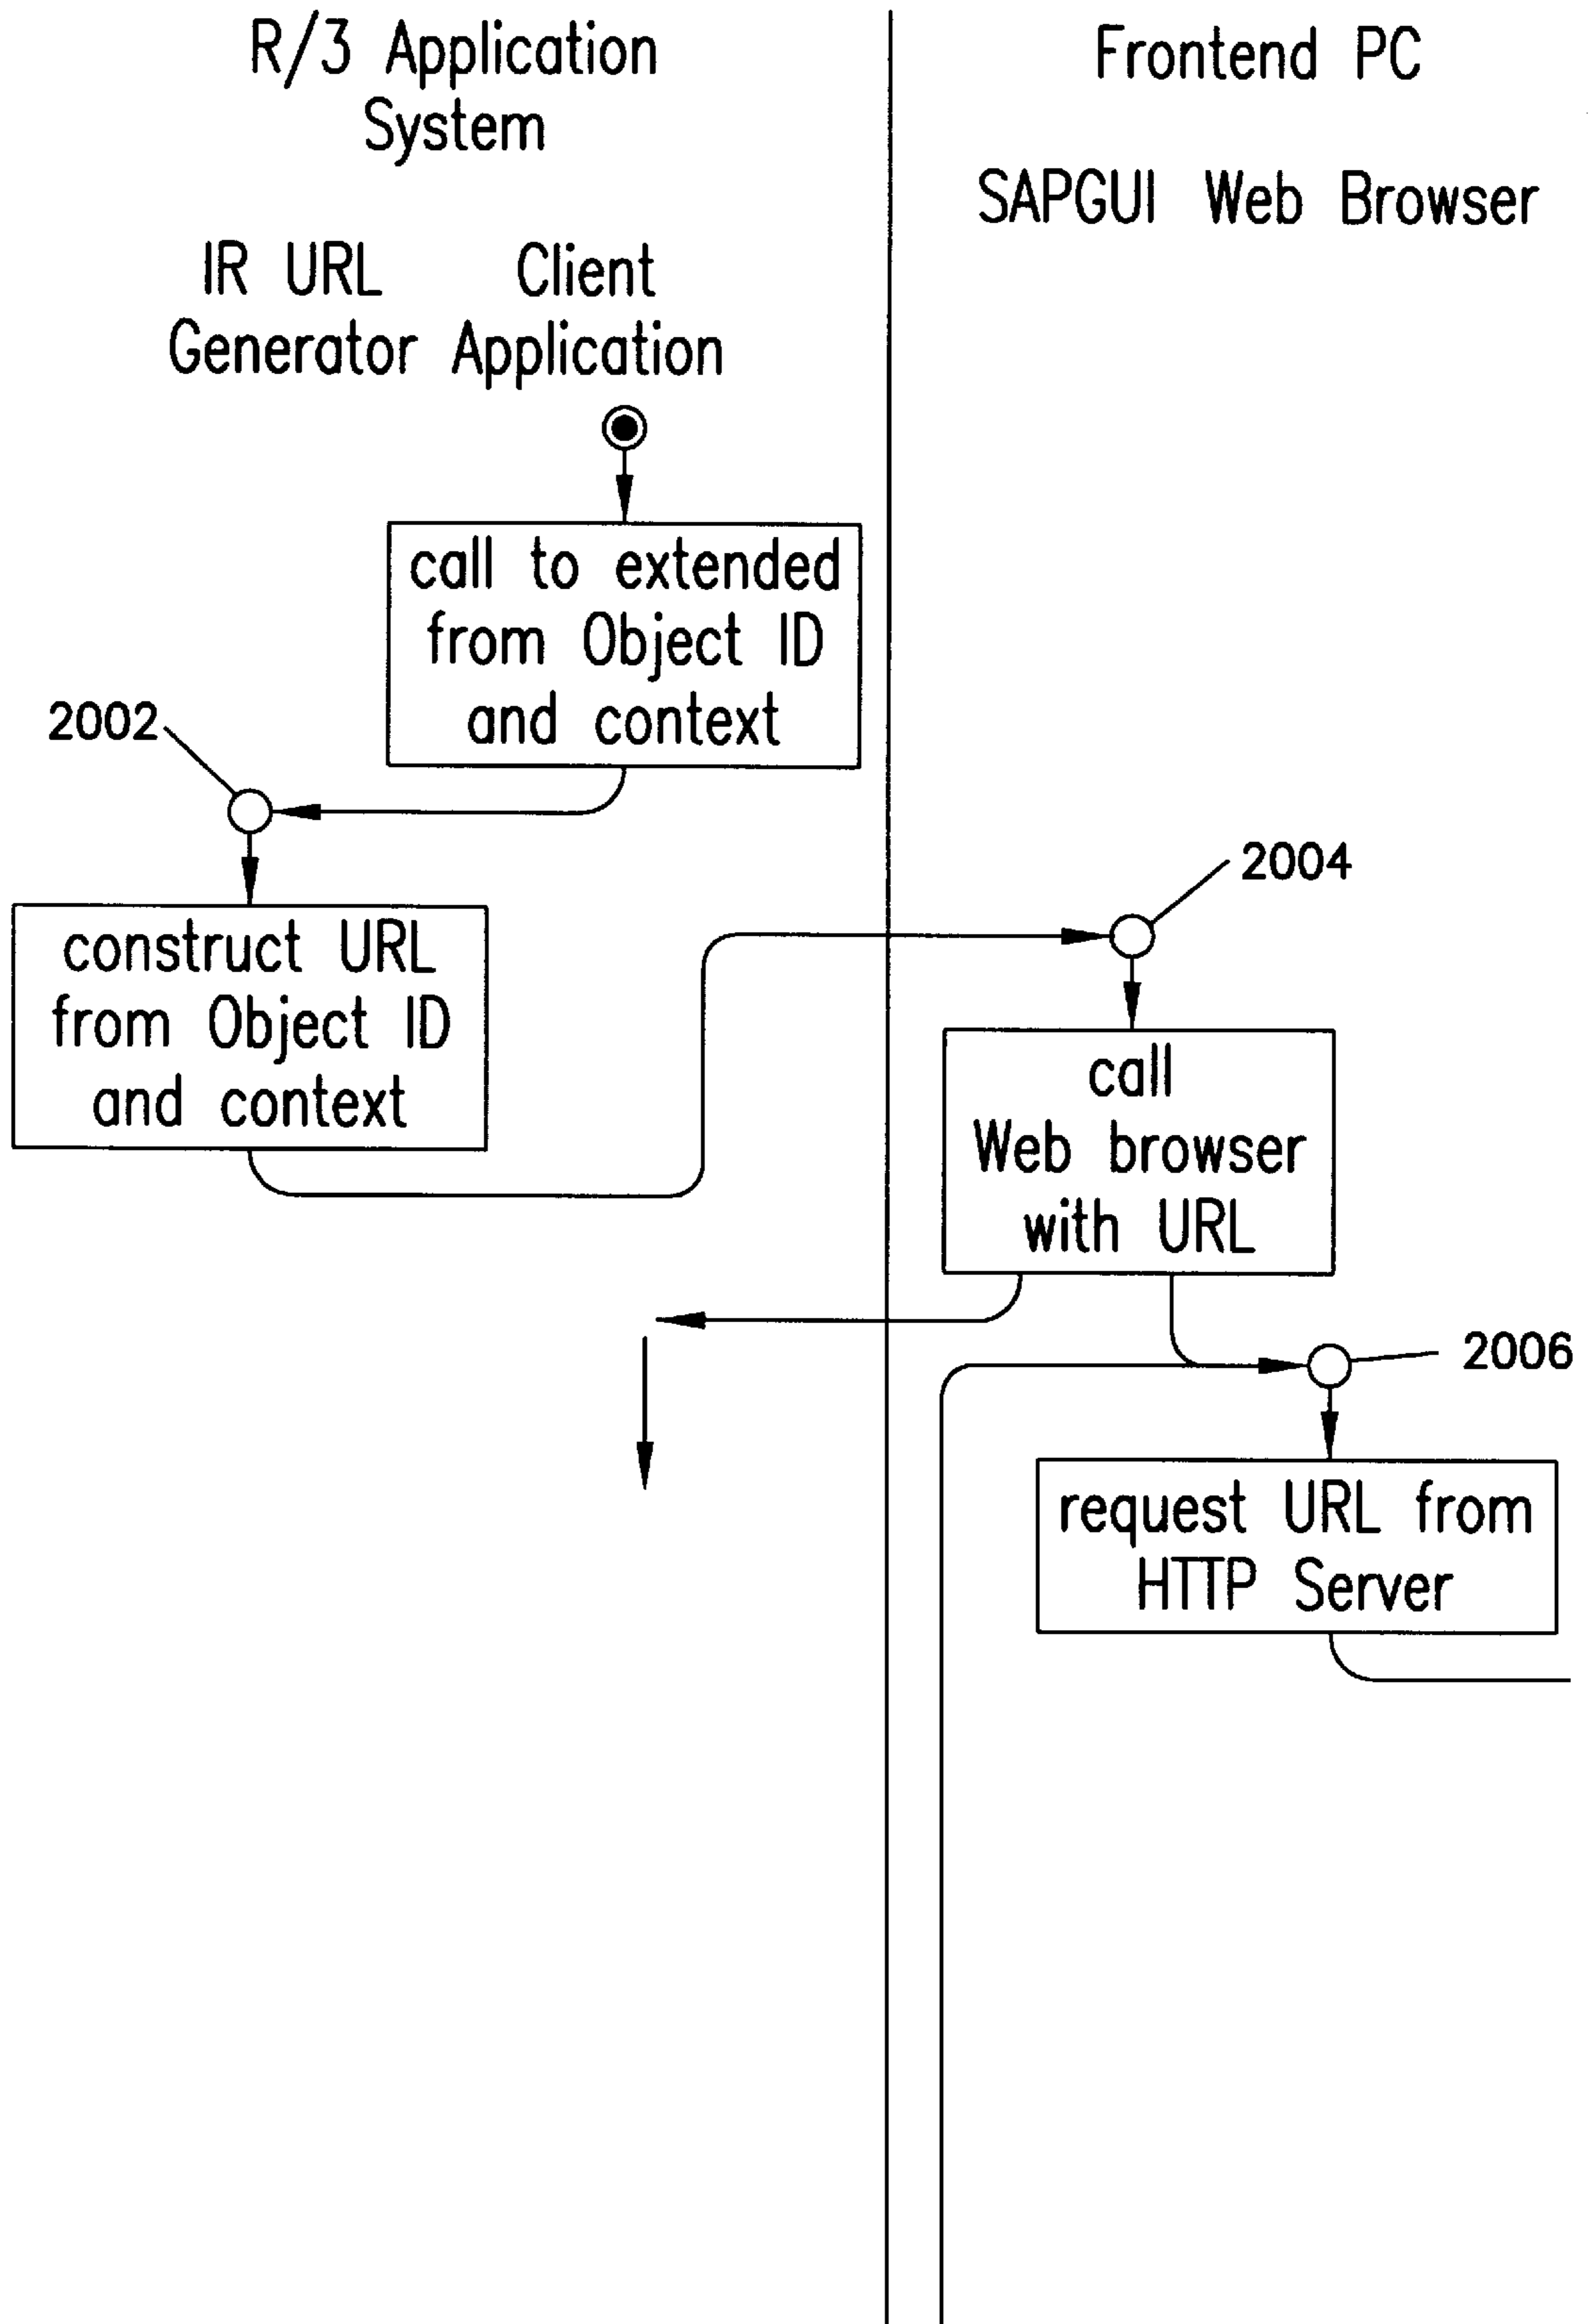 R/3 Application
System
Frontend PC
SAPGUI Web Browser
IR URL
Generator
Client
Application
call to extended
from Object ID
and context
2002
construct URL
from Object ID
and context
2004
call
Web browser
with URL
2006
request URL from
HTTP Server